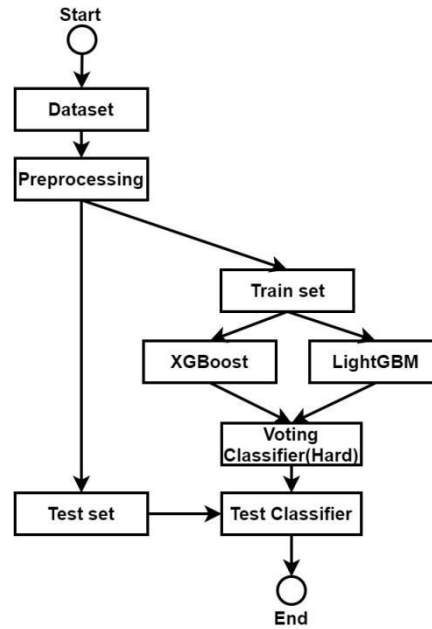 Start
Dataset
Preprocessing
Train set
XGBoost
LightGBM
Voting
Classifier(Hard)
Test set
Test Classifier
End